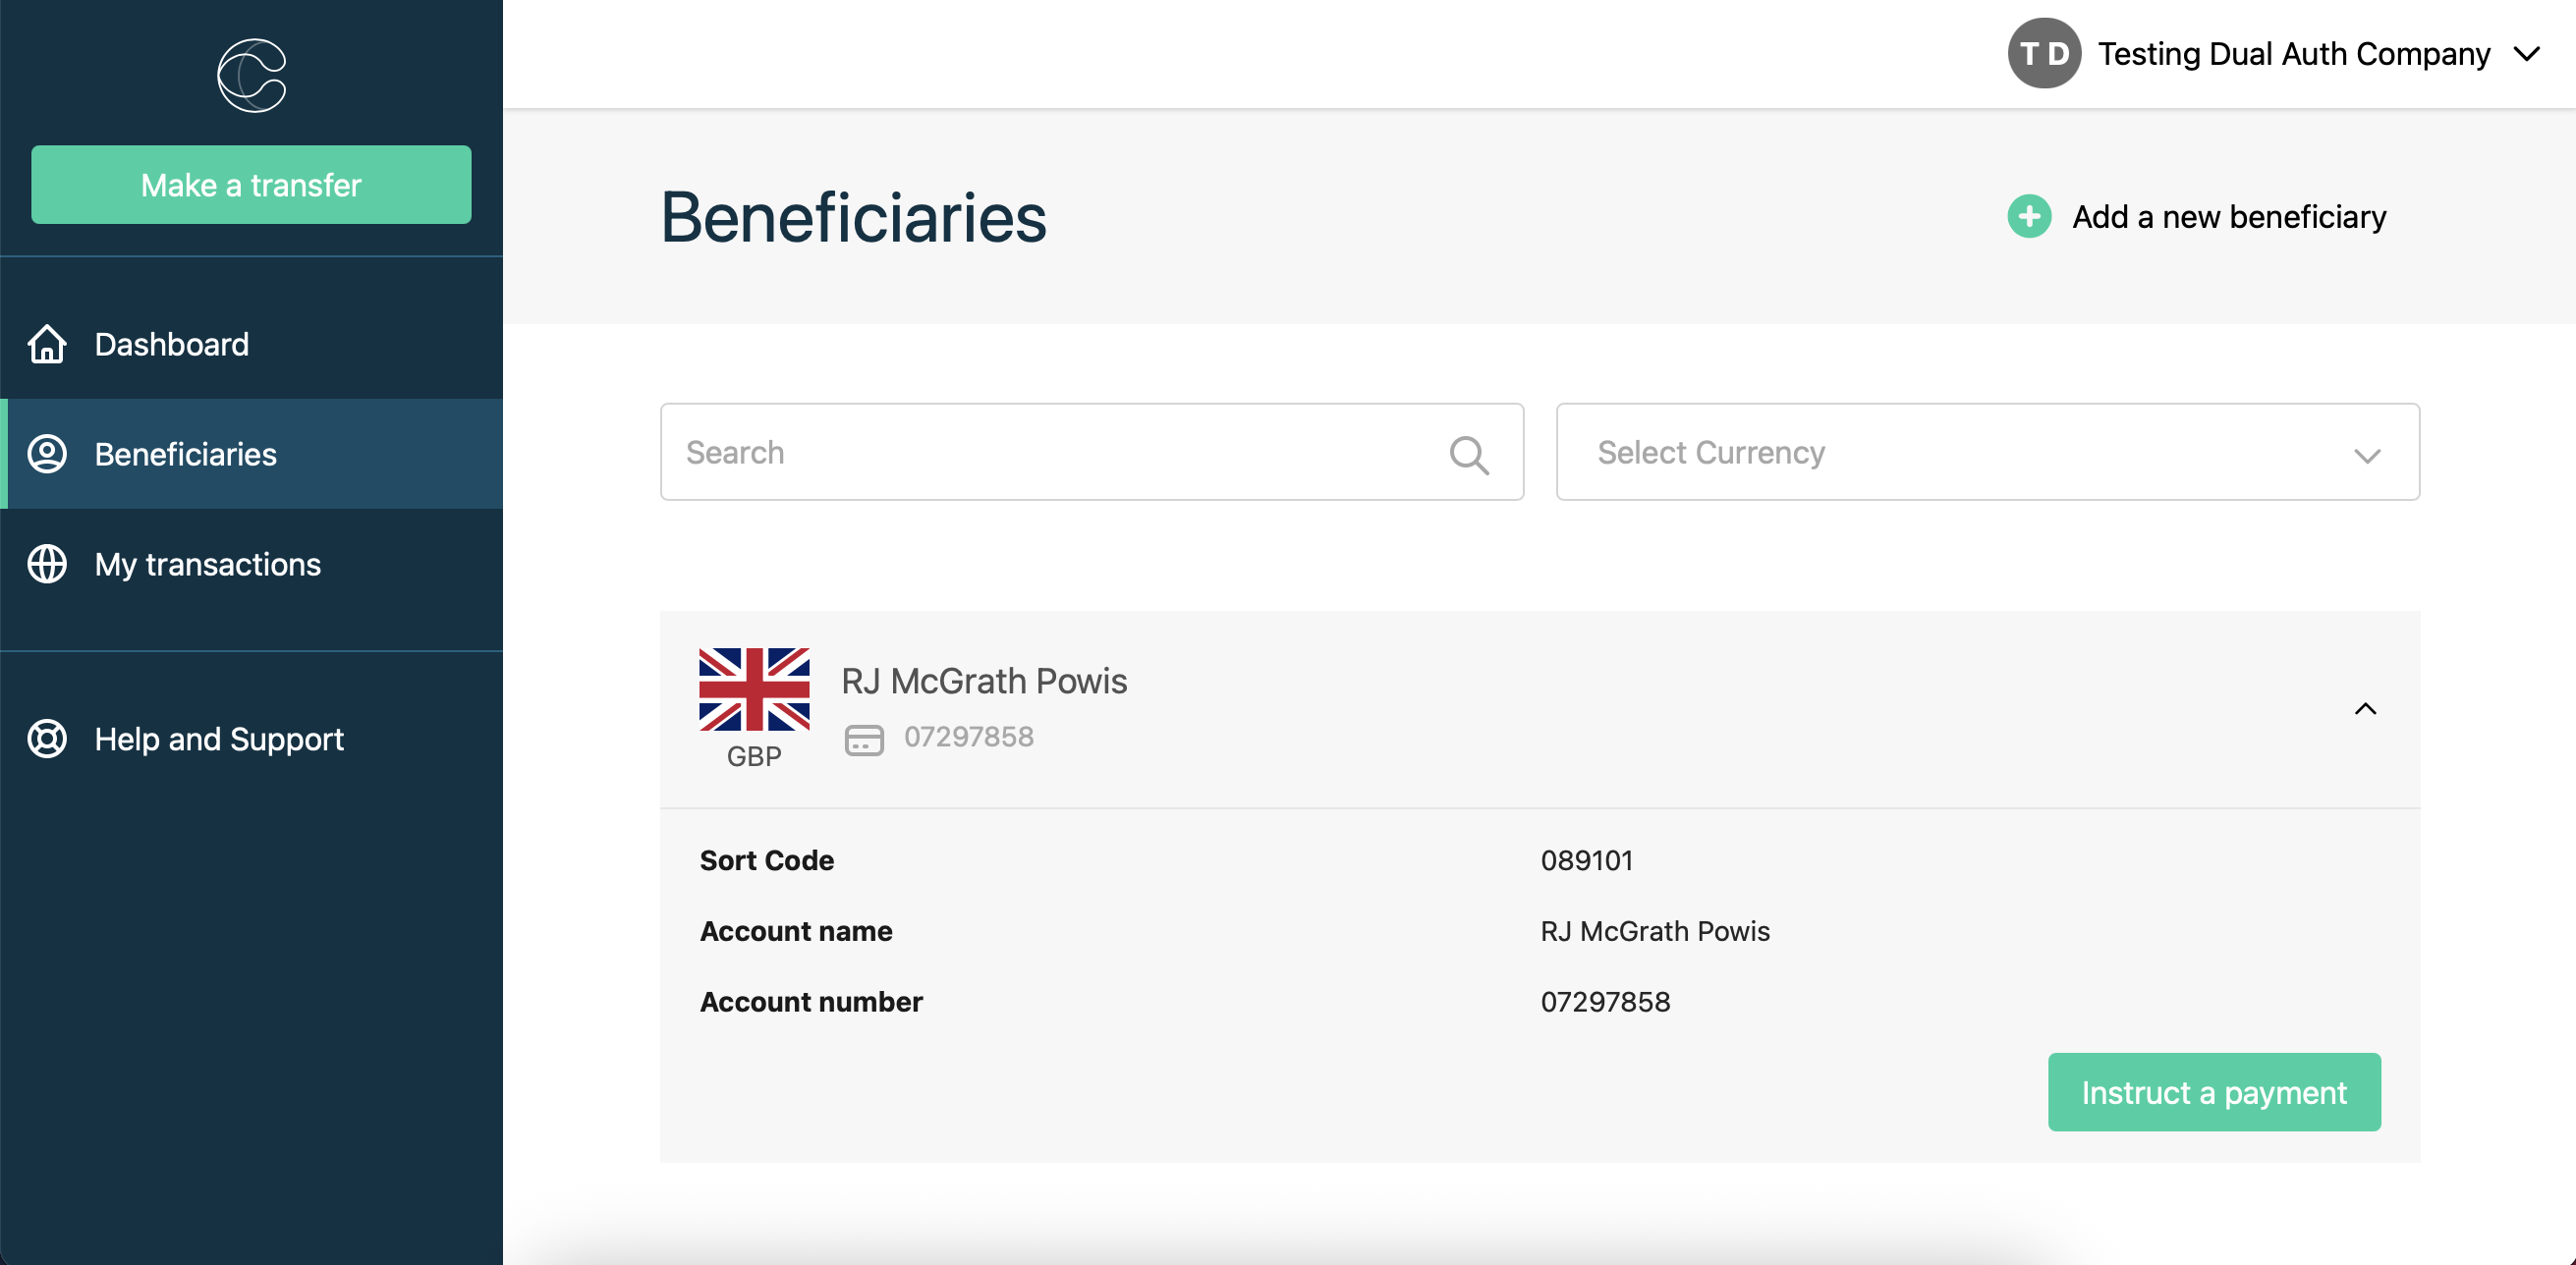 T D Testing Dual Auth Company
Make a transfer
Beneficiaries
Add a new beneficiary
Dashboard
Beneficiaries
My transactions
Help and Support
Search
Select Currency
RJ McGrath Powis
07297858
GBP
Sort Code 089101
Account name RJ McGrath Powis
Account number 07297858
Instruct a payment